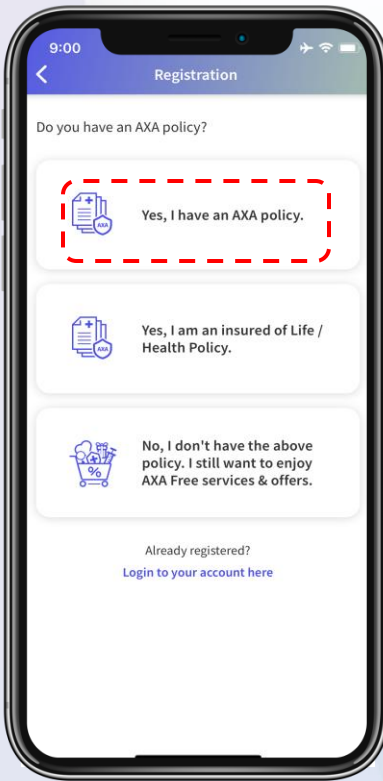 9:00
Registration
Do you have an AXA policy?
AXA
Yes, I have an AXA policy.
AXA
Yes, I am an insured of Life /
Health Policy.
%
No, I don't have the above
policy. I still want to enjoy
AXA Free services & offers.
Already registered?
Login to your account here